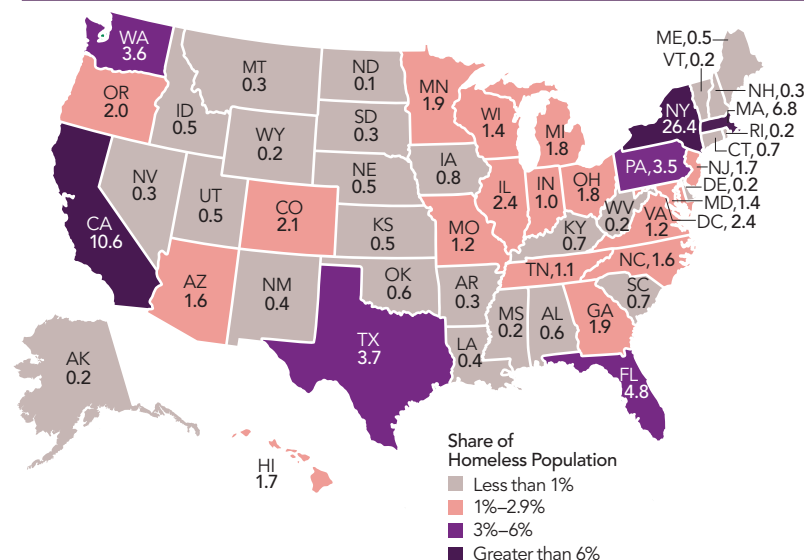 WA
3.6
OR
2.0
ID
0.5
MT
0.3
ND
0.1
SD
0.3
WY
0.2
NE
0.5
NV
0.3
UT
0.5
CO
2.1
KS
0.5
CA
10.6
AZ
1.6
NM
0.4
OK
0.6
TX
3.7
MN
1.9
WI
1.4
MI
1.8
IA
0.8
IL
2.4
IN
1.0
OH
1.8
MO
1.2
KY
0.7
WV
0.2
VA
1.2
TN,1.1
NC,1.6
SC
0.7
AR
0.3
LA
0.4
MS
0.2
AL
0.6
GA
1.9
FL
4.8
PA, 3.5
NY
26.4
ME,0.5
VT,0.2
NH,0.3
MA, 6.8
RI, 0.2
CT, 0.7
NJ,1.7
DE, 0.2
MD, 1.4
DC, 2.4
AK
0.2
HI
1.7
Share of
Homeless Population
Less than 1%
1%–2.9%
3%–6%
Greater than 6%